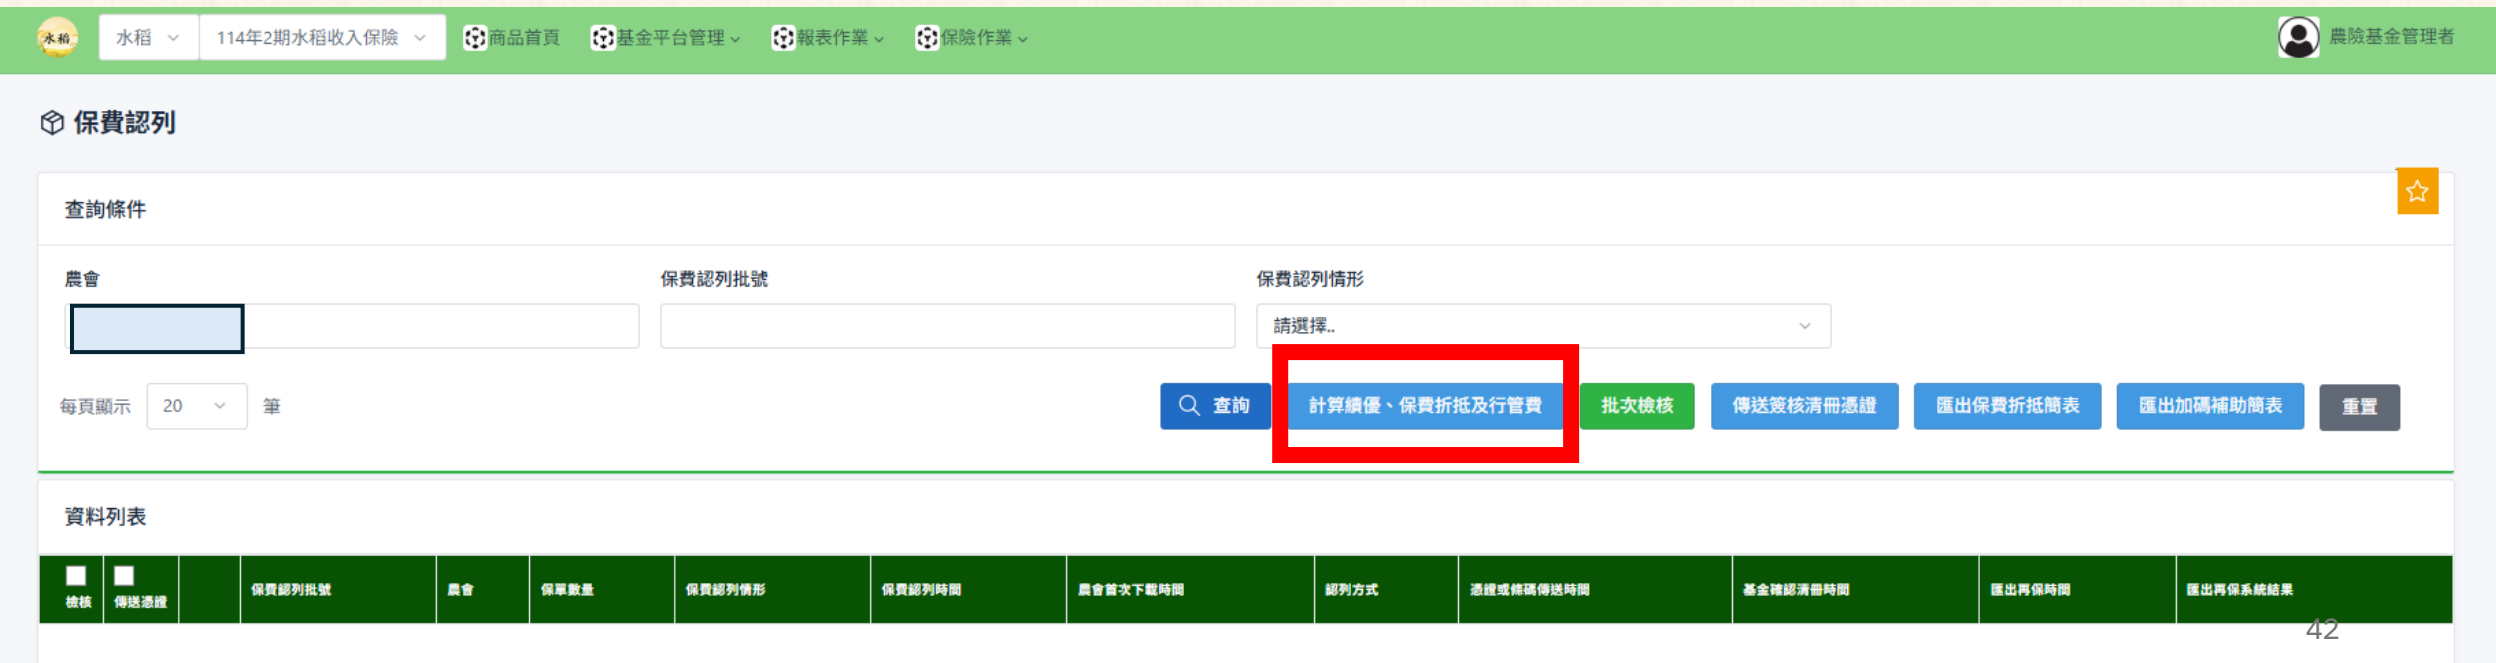 水稻
水稻 114年2期水稻收入保險 商品首頁 基金平台管理 報表作業 保險作業 農險基金管理者
保費認列
查詢條件
農會 保費認列批號 保費認列情形
請選擇..
每頁顯示 20 筆 查詢 計算績優、保費折抵及行管費 批次檢核 傳送簽核清冊憑證 匯出保費折抵簡表 匯出加碼補助簡表 重置
資料列表
檢核 傳送憑證 保費認列批號 農會 保單數量 保費認列情形 保費認列時間 農會首次下載時間 認列方式 憑證或條碼傳送時間 基金確認清冊時間 匯出再保時間 匯出再保系統結果
42